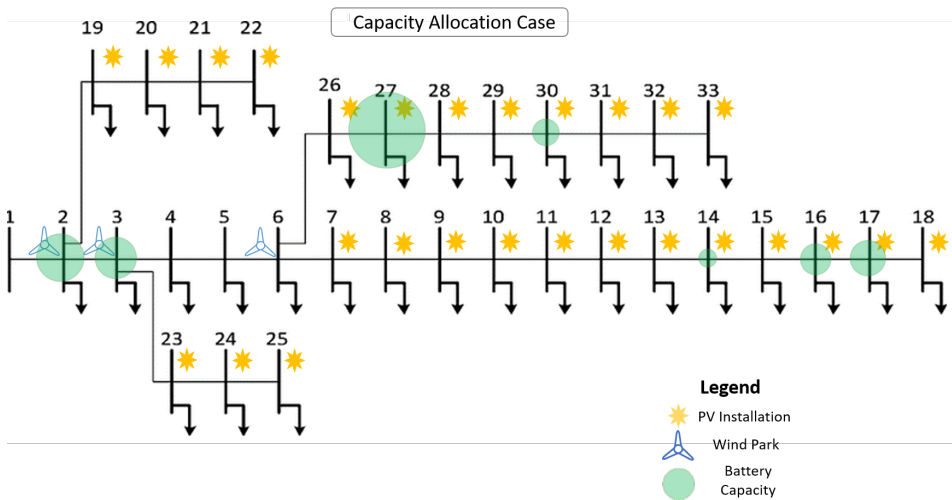 Capacity Allocation Case
19 20 21 22
26 27 28 29 30 31 32 33
1 2 3 4 5 6 7 8 9 10 11 12 13 14 15 16 17 18
23 24 25
Legend
PV Installation
Wind Park
Battery
Capacity